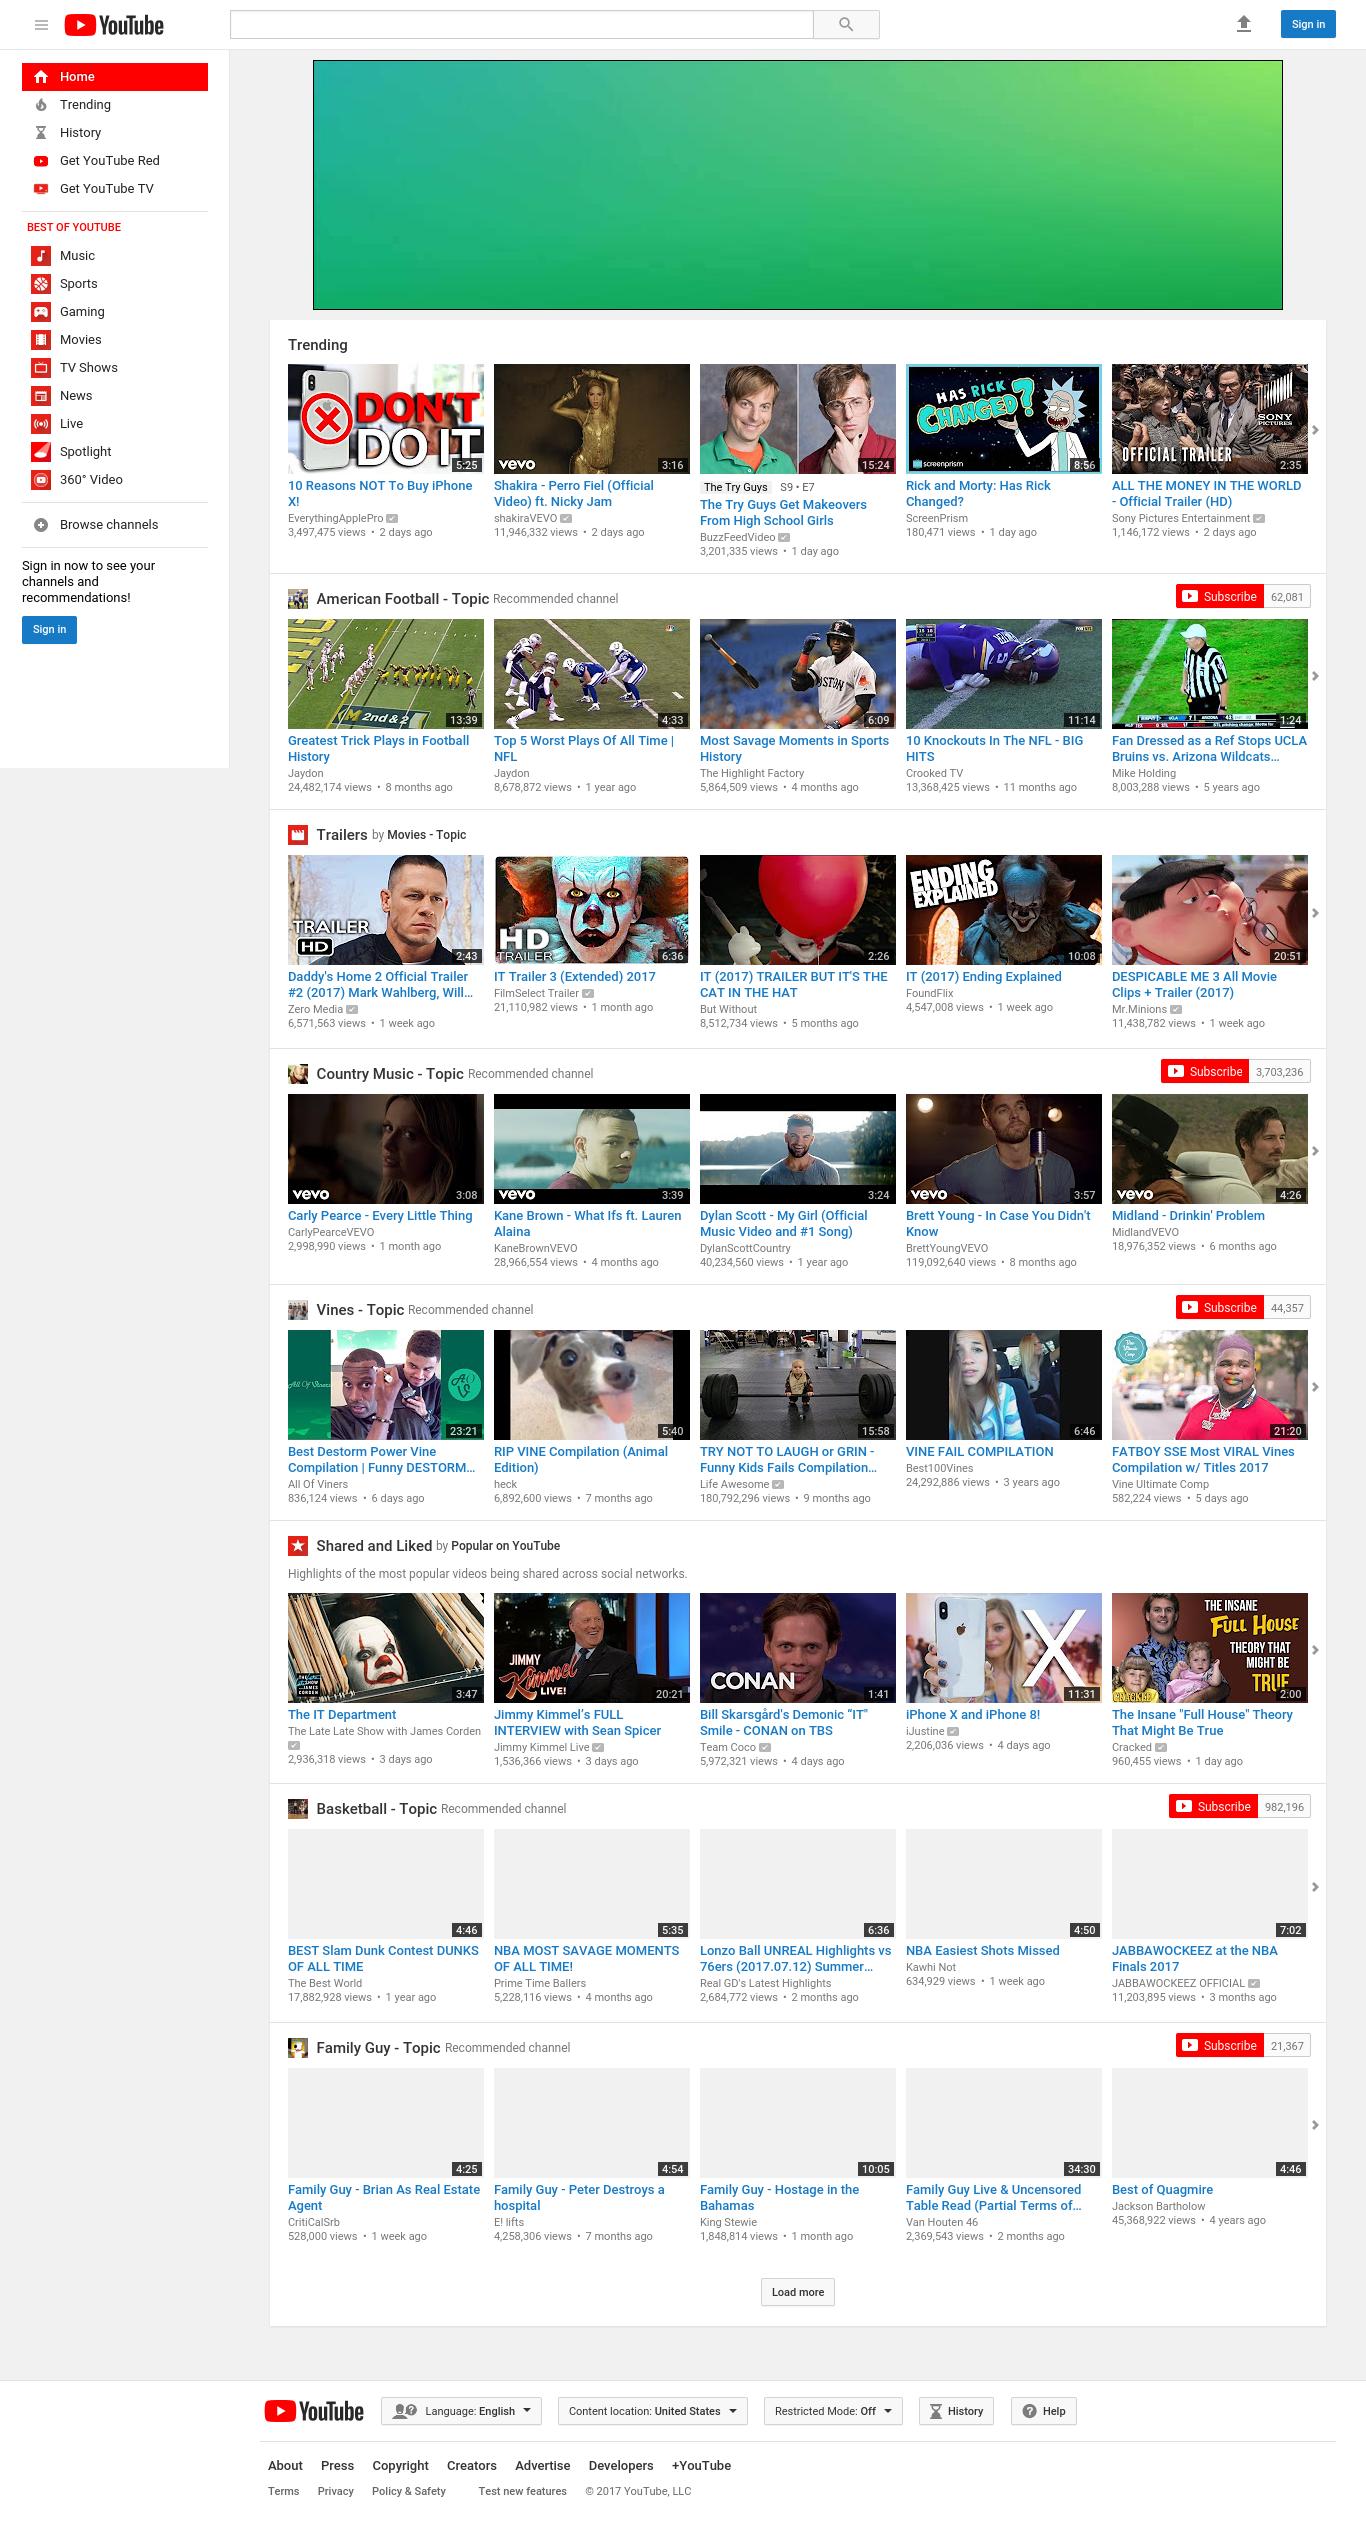 YouTube
Sign in
Home
Trending
History
Get YouTube Red
Get YouTube TV
BEST OF YOUTUBE
Music
Sports
Gaming
Movies
TV Shows
News
Live
Spotlight
360° Video
Browse channels
Sign in now to see your
channels and
recommendations!
Sign in
Trending
DON'T
DO IT
5:25
vevo
3:16
15:24
HAS RICK
CHANGED?
screenprism
8:56
SONY
PICTURES
OFFICIAL TRAILER
2:35
10 Reasons NOT To Buy iPhone
X!
EverythingApplePro
3,497,475 views • 2 days ago
Shakira - Perro Fiel (Official
Video) ft. Nicky Jam
shakiraVEVO
11,946,332 views • 2 days ago
The Try Guys S9 • E7
The Try Guys Get Makeovers
From High School Girls
BuzzFeedVideo
3,201,335 views • 1 day ago
Rick and Morty: Has Rick
Changed?
ScreenPrism
180,471 views • 1 day ago
ALL THE MONEY IN THE WORLD
- Official Trailer (HD)
Sony Pictures Entertainment
1,146,172 views • 2 days ago
American Football - Topic Recommended channel
Subscribe 62,081
M 2nd & 2
13:39
4:33
BOSTON
6:09
11:14
1:24
Greatest Trick Plays in Football
History
Jaydon
24,482,174 views • 8 months ago
Top 5 Worst Plays Of All Time |
NFL
Jaydon
8,678,872 views • 1 year ago
Most Savage Moments in Sports
History
The Highlight Factory
5,864,509 views • 4 months ago
10 Knockouts In The NFL - BIG
HITS
Crooked TV
13,368,425 views • 11 months ago
Fan Dressed as a Ref Stops UCLA
Bruins vs. Arizona Wildcats...
Mike Holding
8,003,288 views • 5 years ago
Trailers by Movies - Topic
TRAILER
HD
2:43
HD
TRAILER
6:36
2:26
ENDING
EXPLAINED
10:08
20:51
Daddy's Home 2 Official Trailer
#2 (2017) Mark Wahlberg, Will...
Zero Media
6,571,563 views • 1 week ago
IT Trailer 3 (Extended) 2017
FilmSelect Trailer
21,110,982 views • 1 month ago
IT (2017) TRAILER BUT IT'S THE
CAT IN THE HAT
But Without
8,512,734 views • 5 months ago
IT (2017) Ending Explained
FoundFlix
4,547,008 views • 1 week ago
DESPICABLE ME 3 All Movie
Clips + Trailer (2017)
Mr.Minions
11,438,782 views • 1 week ago
Country Music - Topic Recommended channel
Subscribe 3,703,236
vevo
3:08
vevo
3:39
3:24
vevo
3:57
vevo
4:26
Carly Pearce - Every Little Thing
CarlyPearceVEVO
2,998,990 views • 1 month ago
Kane Brown - What Ifs ft. Lauren
Alaina
KaneBrownVEVO
28,966,554 views • 4 months ago
Dylan Scott - My Girl (Official
Music Video and #1 Song)
DylanScottCountry
40,234,560 views • 1 year ago
Brett Young - In Case You Didn't
Know
BrettYoungVEVO
119,092,640 views • 8 months ago
Midland - Drinkin' Problem
MidlandVEVO
18,976,352 views • 6 months ago
Vines - Topic Recommended channel
Subscribe 44,357
All Of Viners
23:21
5:40
15:58
6:46
Vine
Ultimate
Comp
21:20
Best Destorm Power Vine
Compilation | Funny DESTORM...
All Of Viners
836,124 views • 6 days ago
RIP VINE Compilation (Animal
Edition)
heck
6,892,600 views • 7 months ago
TRY NOT TO LAUGH or GRIN -
Funny Kids Fails Compilation...
Life Awesome
180,792,296 views • 9 months ago
VINE FAIL COMPILATION
Best100Vines
24,292,886 views • 3 years ago
FATBOY SSE Most VIRAL Vines
Compilation w/ Titles 2017
Vine Ultimate Comp
582,224 views • 5 days ago
Shared and Liked by Popular on YouTube
Highlights of the most popular videos being shared across social networks.
3:47
JIMMY
Kimmel
LIVE!
20:21
CONAN
1:41
X
11:31
THE INSANE
FULL HOUSE
THEORY THAT
MIGHT BE
TRUE
CRACKED
2:00
The IT Department
The Late Late Show with James Corden
2,936,318 views • 3 days ago
Jimmy Kimmel’s FULL
INTERVIEW with Sean Spicer
Jimmy Kimmel Live
1,536,366 views • 3 days ago
Bill Skarsgård's Demonic “IT"
Smile - CONAN on TBS
Team Coco
5,972,321 views • 4 days ago
iPhone X and iPhone 8!
iJustine
2,206,036 views • 4 days ago
The Insane "Full House" Theory
That Might Be True
Cracked
960,455 views • 1 day ago
Basketball - Topic Recommended channel
Subscribe 982,196
4:46
5:35
6:36
4:50
7:02
BEST Slam Dunk Contest DUNKS
OF ALL TIME
The Best World
17,882,928 views • 1 year ago
NBA MOST SAVAGE MOMENTS
OF ALL TIME!
Prime Time Ballers
5,228,116 views • 4 months ago
Lonzo Ball UNREAL Highlights vs
76ers (2017.07.12) Summer...
Real GD's Latest Highlights
2,684,772 views • 2 months ago
NBA Easiest Shots Missed
Kawhi Not
634,929 views • 1 week ago
JABBAWOCKEEZ at the NBA
Finals 2017
JABBAWOCKEEZ OFFICIAL
11,203,895 views • 3 months ago
Family Guy - Topic Recommended channel
Subscribe 21,367
4:25
4:54
10:05
34:30
4:46
Family Guy - Brian As Real Estate
Agent
CritiCalSrb
528,000 views • 1 week ago
Family Guy - Peter Destroys a
hospital
E! lifts
4,258,306 views • 7 months ago
Family Guy - Hostage in the
Bahamas
King Stewie
1,848,814 views • 1 month ago
Family Guy Live & Uncensored
Table Read (Partial Terms of...
Van Houten 46
2,369,543 views • 2 months ago
Best of Quagmire
Jackson Bartholow
45,368,922 views • 4 years ago
Load more
YouTube
Language: English
Content location: United States
Restricted Mode: Off
History
Help
About Press Copyright Creators Advertise Developers +YouTube
Terms Privacy Policy & Safety Test new features © 2017 YouTube, LLC